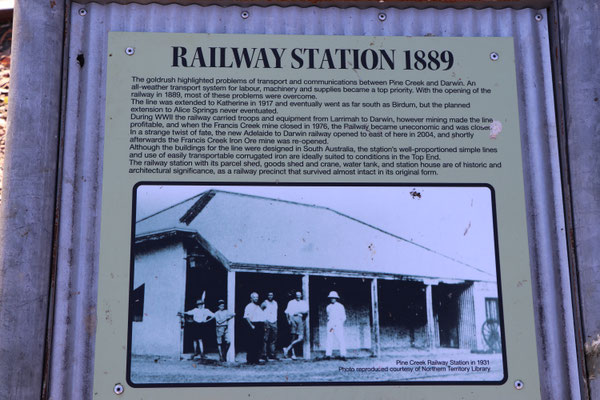 RAILWAY STATION 1889
The goldrush highlighted problems of transport and communications between Pine Creek and Darwin. An
all-weather transport system for labour, machinery and supplies became a top priority. With the opening of the
railway in 1889, most of these problems were overcome.
The line was extended to Katherine in 1917 and eventually went as far south as Birdum, but the planned
extension to Alice Springs never eventuated.
During WWII the railway carried troops and equipment from Larrimah to Darwin, however mining made the line
profitable, and when the Francis Creek mine closed in 1976, the Railway became uneconomic and was closed.
In a strange twist of fate, the new Adelaide to Darwin railway opened to east of here in 2004, and shortly
afterwards the Francis Creek Iron Ore mine was re-opened.
Although the buildings for the line were designed in South Australia, the station's well-proportioned simple lines
and use of easily transportable corrugated iron are ideally suited to conditions in the Top End.
The railway station with its parcel shed, goods shed and crane, water tank, and station house are of historic and
architectural significance, as a railway precinct that survived almost intact in its original form.
Pine Creek Railway Station in 1931
Photo reproduced courtesy of Northern Territory Library